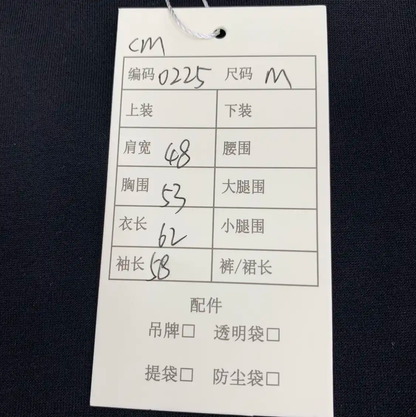 cm
编码 0225 尺码 M
上装 下装
肩宽 48 腰围
胸围 53 大腿围
衣长 62 小腿围
袖长 58 裤/裙长
配件
吊牌□ 透明袋□
提袋□ 防尘袋□